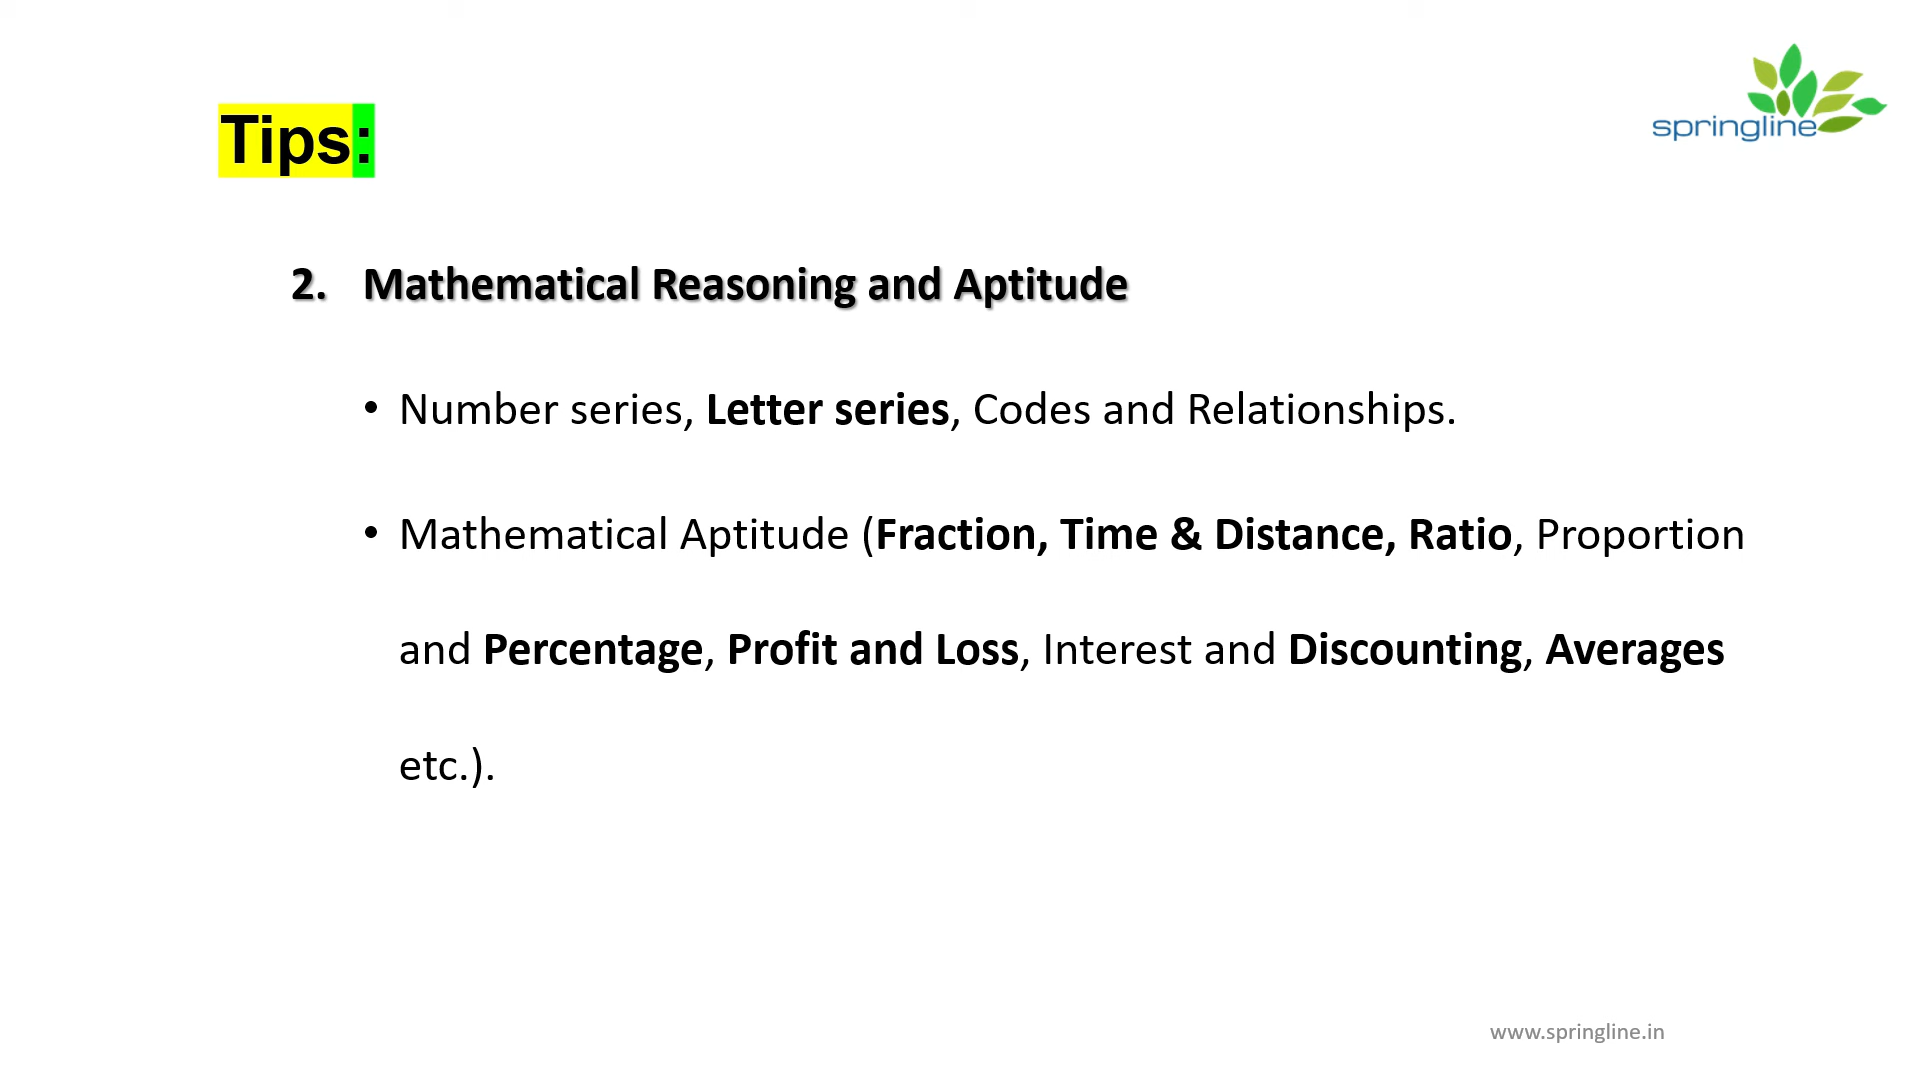 springline
Tips:
2. Mathematical Reasoning and Aptitude
• Number series, Letter series, Codes and Relationships.
• Mathematical Aptitude (Fraction, Time & Distance, Ratio, Proportion
and Percentage, Profit and Loss, Interest and Discounting, Averages
etc.).
www.springline.in